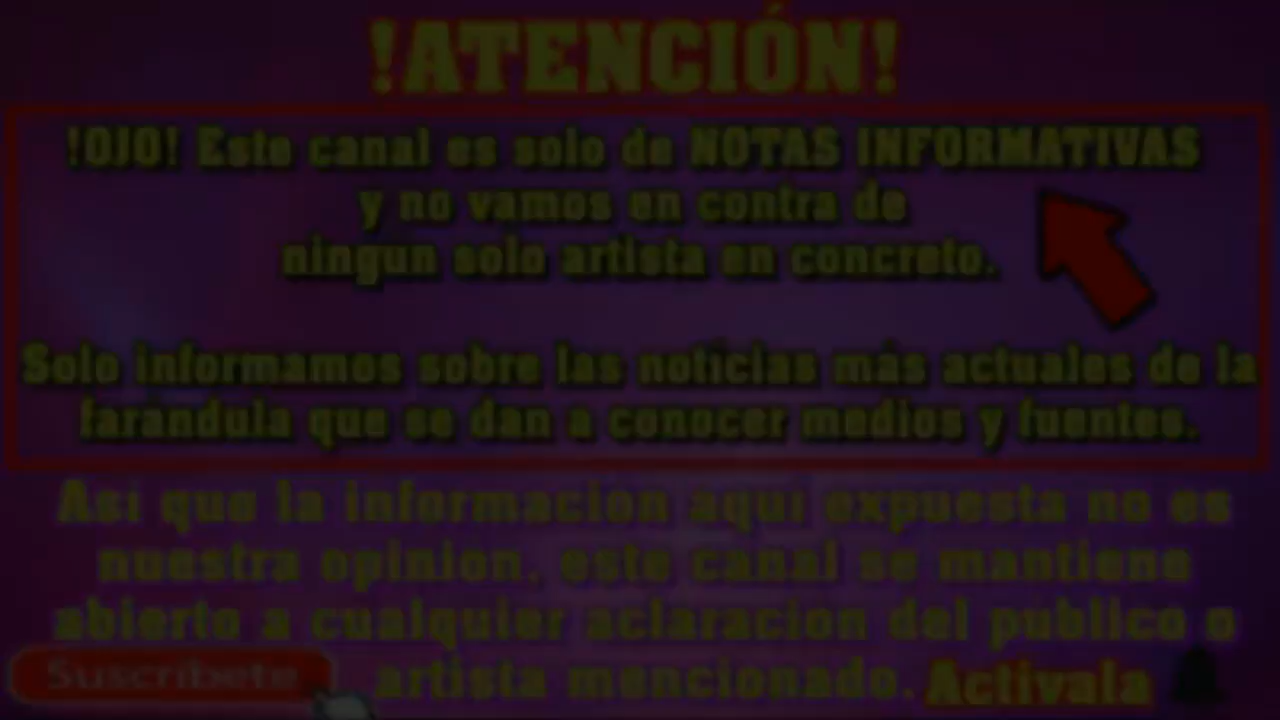 !ATENCIÓN!
!OJO! Este canal es solo de NOTAS INFORMATIVAS
y no vamos en contra de
ningun solo artista en concreto.
Solo informamos sobre las noticias más actuales de la
farándula que se dan a conocer medios y fuentes.
Asi que la informacion aqui expuesta no es
nuestra opinion, este canal se mantiene
abierto a cualquier aclaracion del publico o
artista mencionado. Activala
Suscríbete